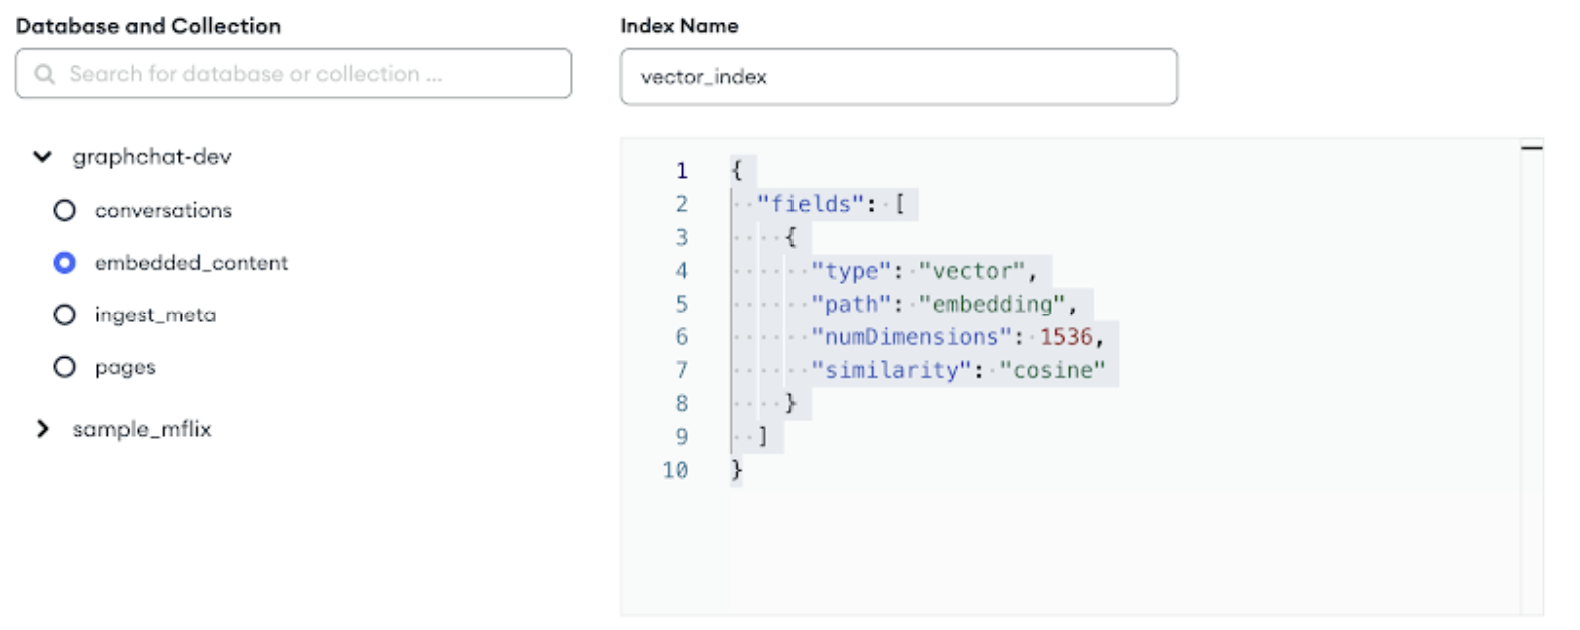 Database and Collection
Search for database or collection ...
graphchat-dev
conversations
embedded_content
ingest_meta
pages
sample_mflix
Index Name
vector_index
1 {
2   "fields": [
3     {
4       "type": "vector",
5       "path": "embedding",
6       "numDimensions": 1536,
7       "similarity": "cosine"
8     }
9   ]
10 }